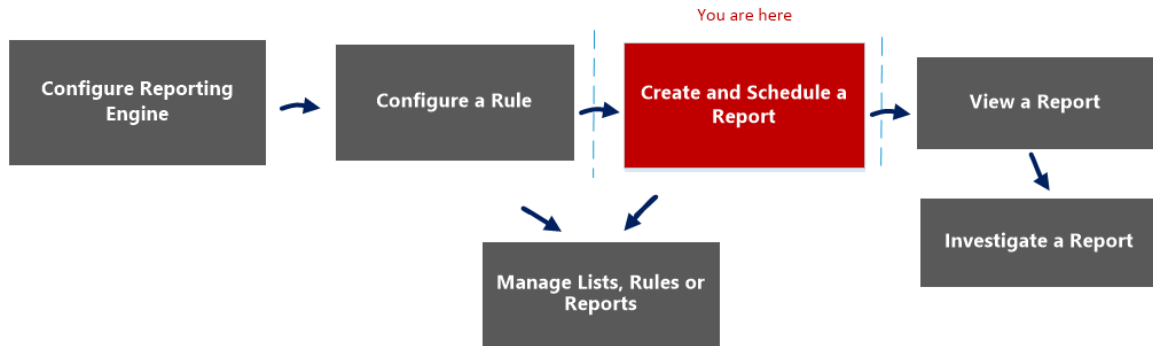 You are here
Configure Reporting
Engine
Configure a Rule
Create and Schedule a
Report
View a Report
Manage Lists, Rules or
Reports
Investigate a Report